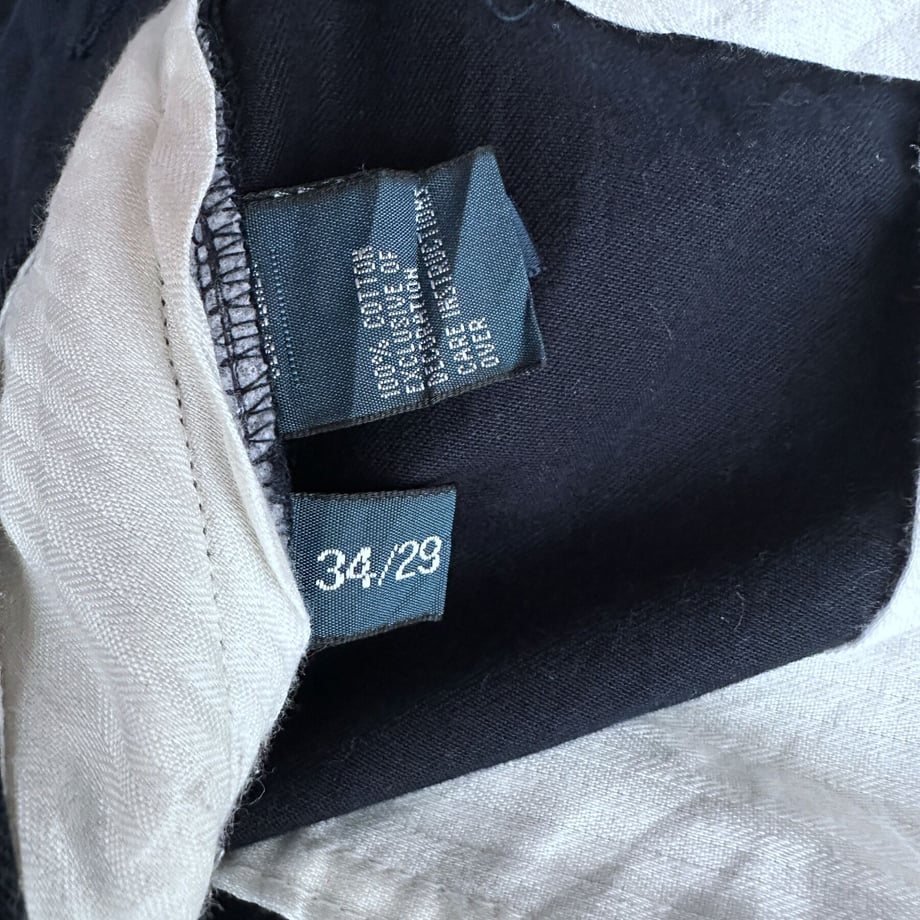 100% COTTON
EXCLUSIVE OF
DECORATION
CARE INSTRUCTIONS
OVER
34/29